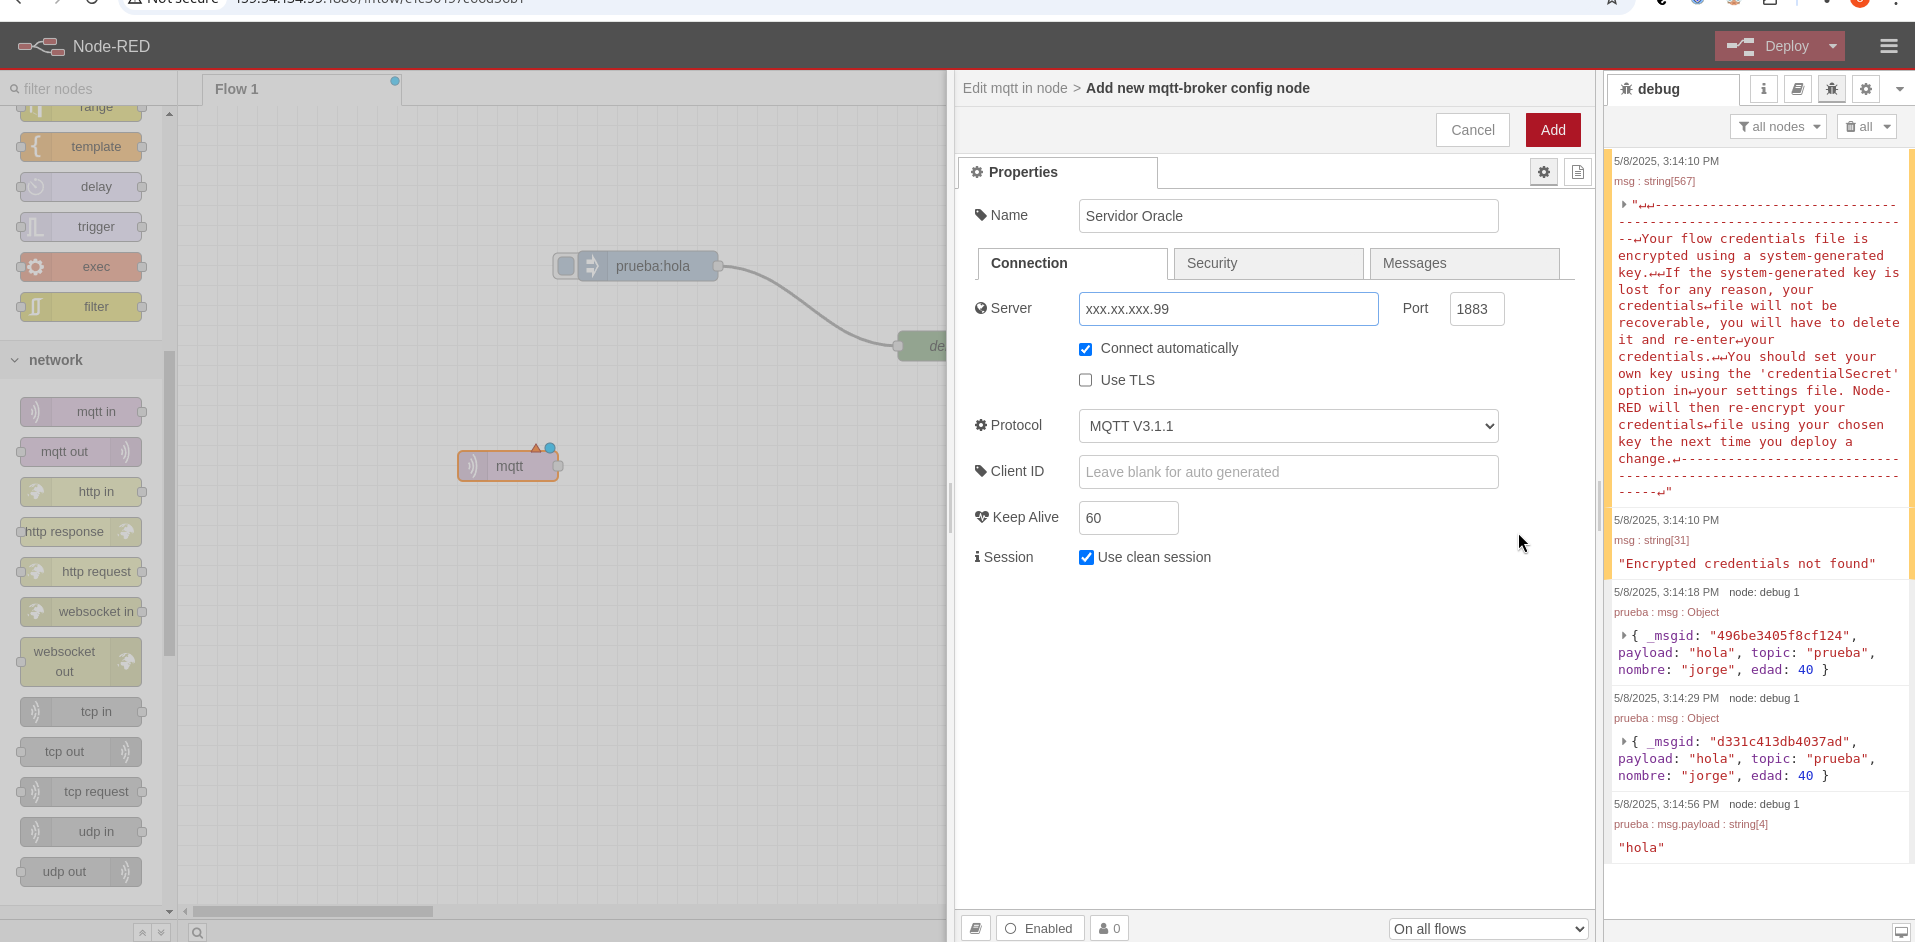 Node-RED
Deploy
filter nodes
Flow 1
range
template
delay
trigger
exec
filter
network
mqtt in
mqtt out
http in
http response
http request
websocket in
websocket
out
tcp in
tcp out
tcp request
udp in
udp out
prueba:hola
mqtt
Edit mqtt in node > Add new mqtt-broker config node
Cancel
Add
Properties
Name
Servidor Oracle
Connection
Security
Messages
Server
xxx.xx.xxx.99
Port
1883
Connect automatically
Use TLS
Protocol
MQTT V3.1.1
Client ID
Leave blank for auto generated
Keep Alive
60
Session
Use clean session
Enabled
0
On all flows
debug
all nodes
all
5/8/2025, 3:14:10 PM
msg : string[567]
"↵↵-------------------------------
------------------------------------
--↵Your flow credentials file is
encrypted using a system-generated
key.↵↵If the system-generated key is
lost for any reason, your
credentials↵file will not be
recoverable, you will have to delete
it and re-enter↵your
credentials.↵↵You should set your
own key using the 'credentialSecret'
option in↵your settings file. Node-
RED will then re-encrypt your
credentials↵file using your chosen
key the next time you deploy a
change.↵----------------------------
------------------------------------
-----↵"
5/8/2025, 3:14:10 PM
msg : string[31]
"Encrypted credentials not found"
5/8/2025, 3:14:18 PM node: debug 1
prueba : msg : Object
{ _msgid: "496be3405f8cf124",
payload: "hola", topic: "prueba",
nombre: "jorge", edad: 40 }
5/8/2025, 3:14:29 PM node: debug 1
prueba : msg : Object
{ _msgid: "d331c413db4037ad",
payload: "hola", topic: "prueba",
nombre: "jorge", edad: 40 }
5/8/2025, 3:14:56 PM node: debug 1
prueba : msg.payload : string[4]
"hola"